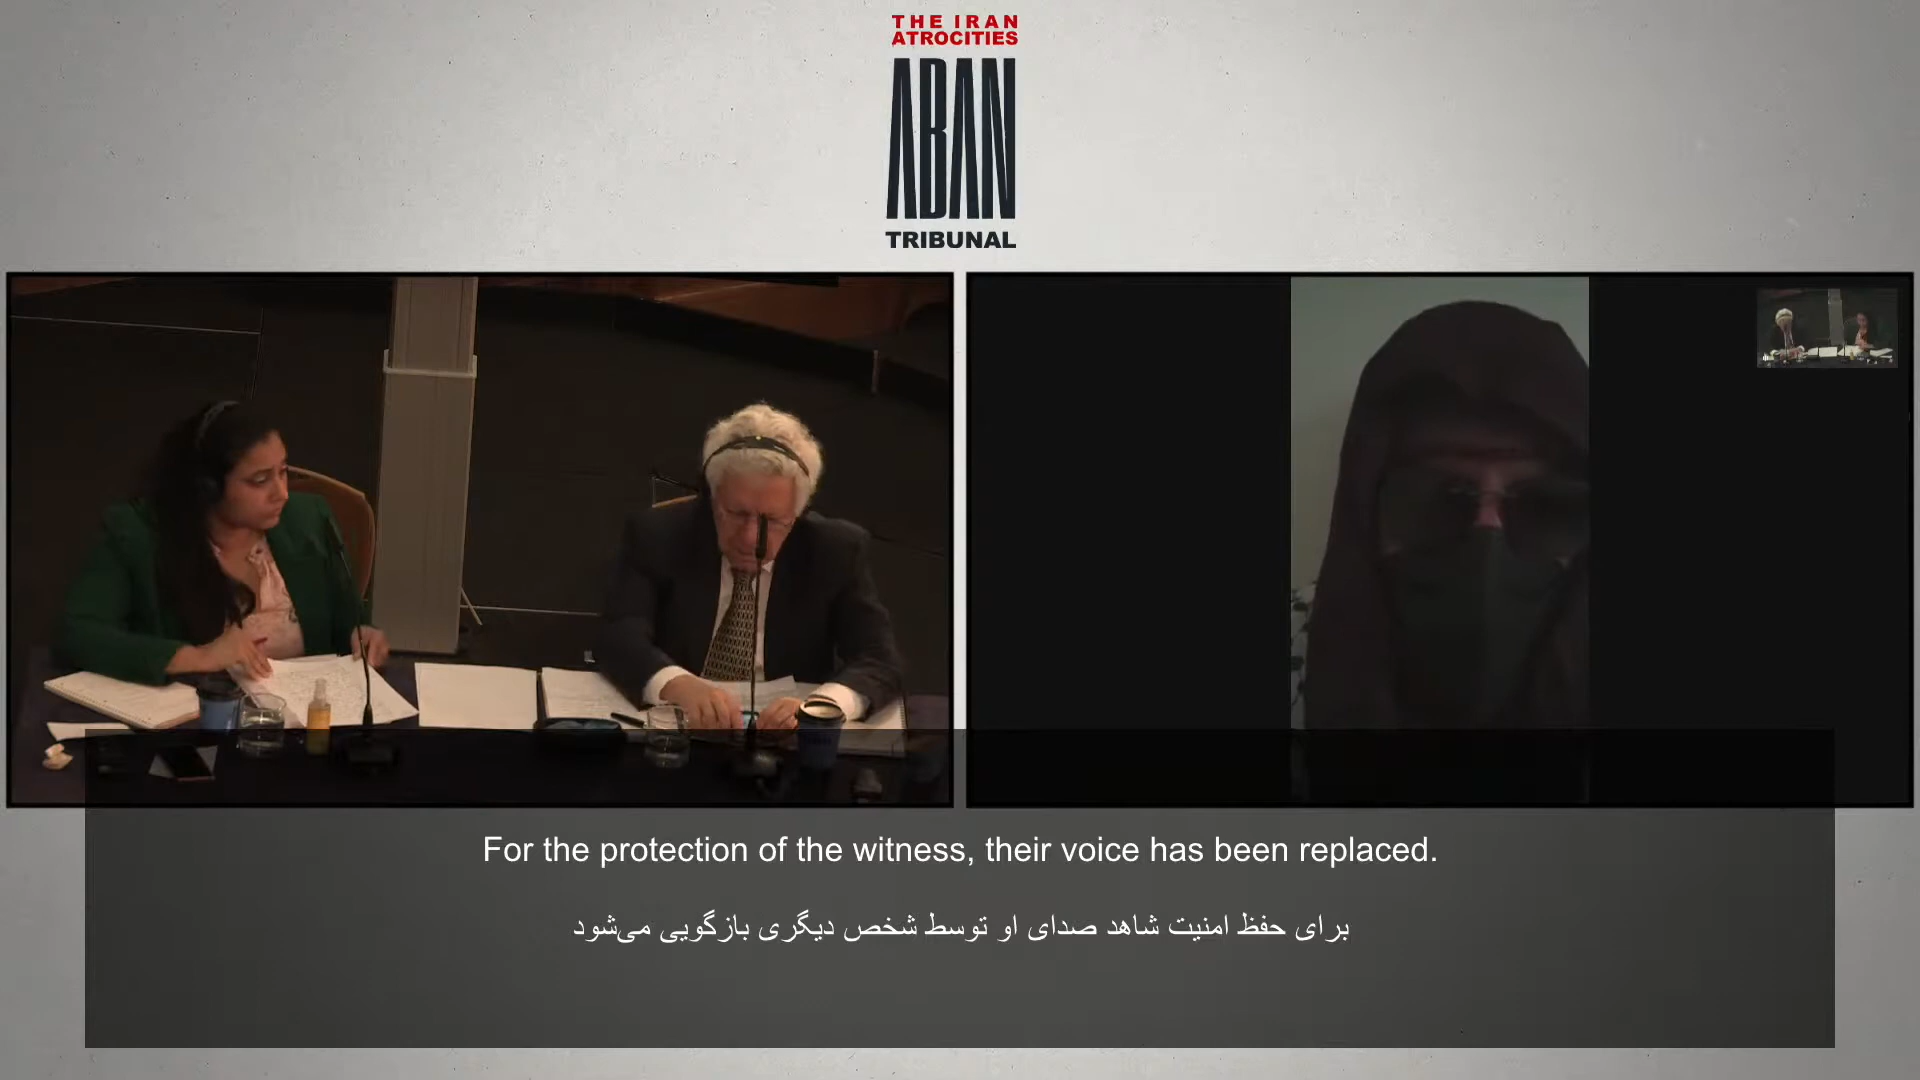 THE IRAN
ATROCITIES
ABAN
TRIBUNAL
For the protection of the witness, their voice has been replaced.
برای حفظ امنیت شاهد صدای او توسط شخص دیگری بازگویی می‌شود